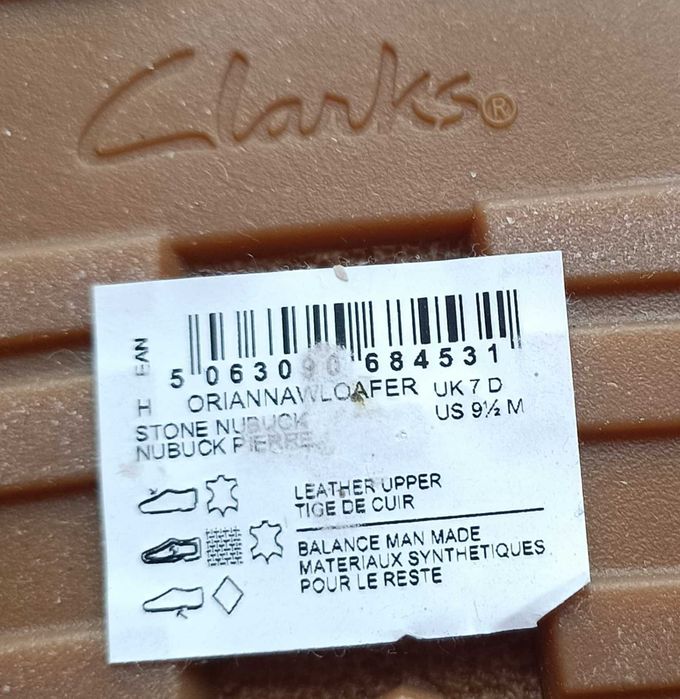 Clarks®
EAN
5 063090 684531
H ORIANNAWLOAFER UK 7 D
US 9½ M
STONE NUBUCK
NUBUCK PIERRE
LEATHER UPPER
TIGE DE CUIR
BALANCE MAN MADE
MATERIAUX SYNTHETIQUES
POUR LE RESTE